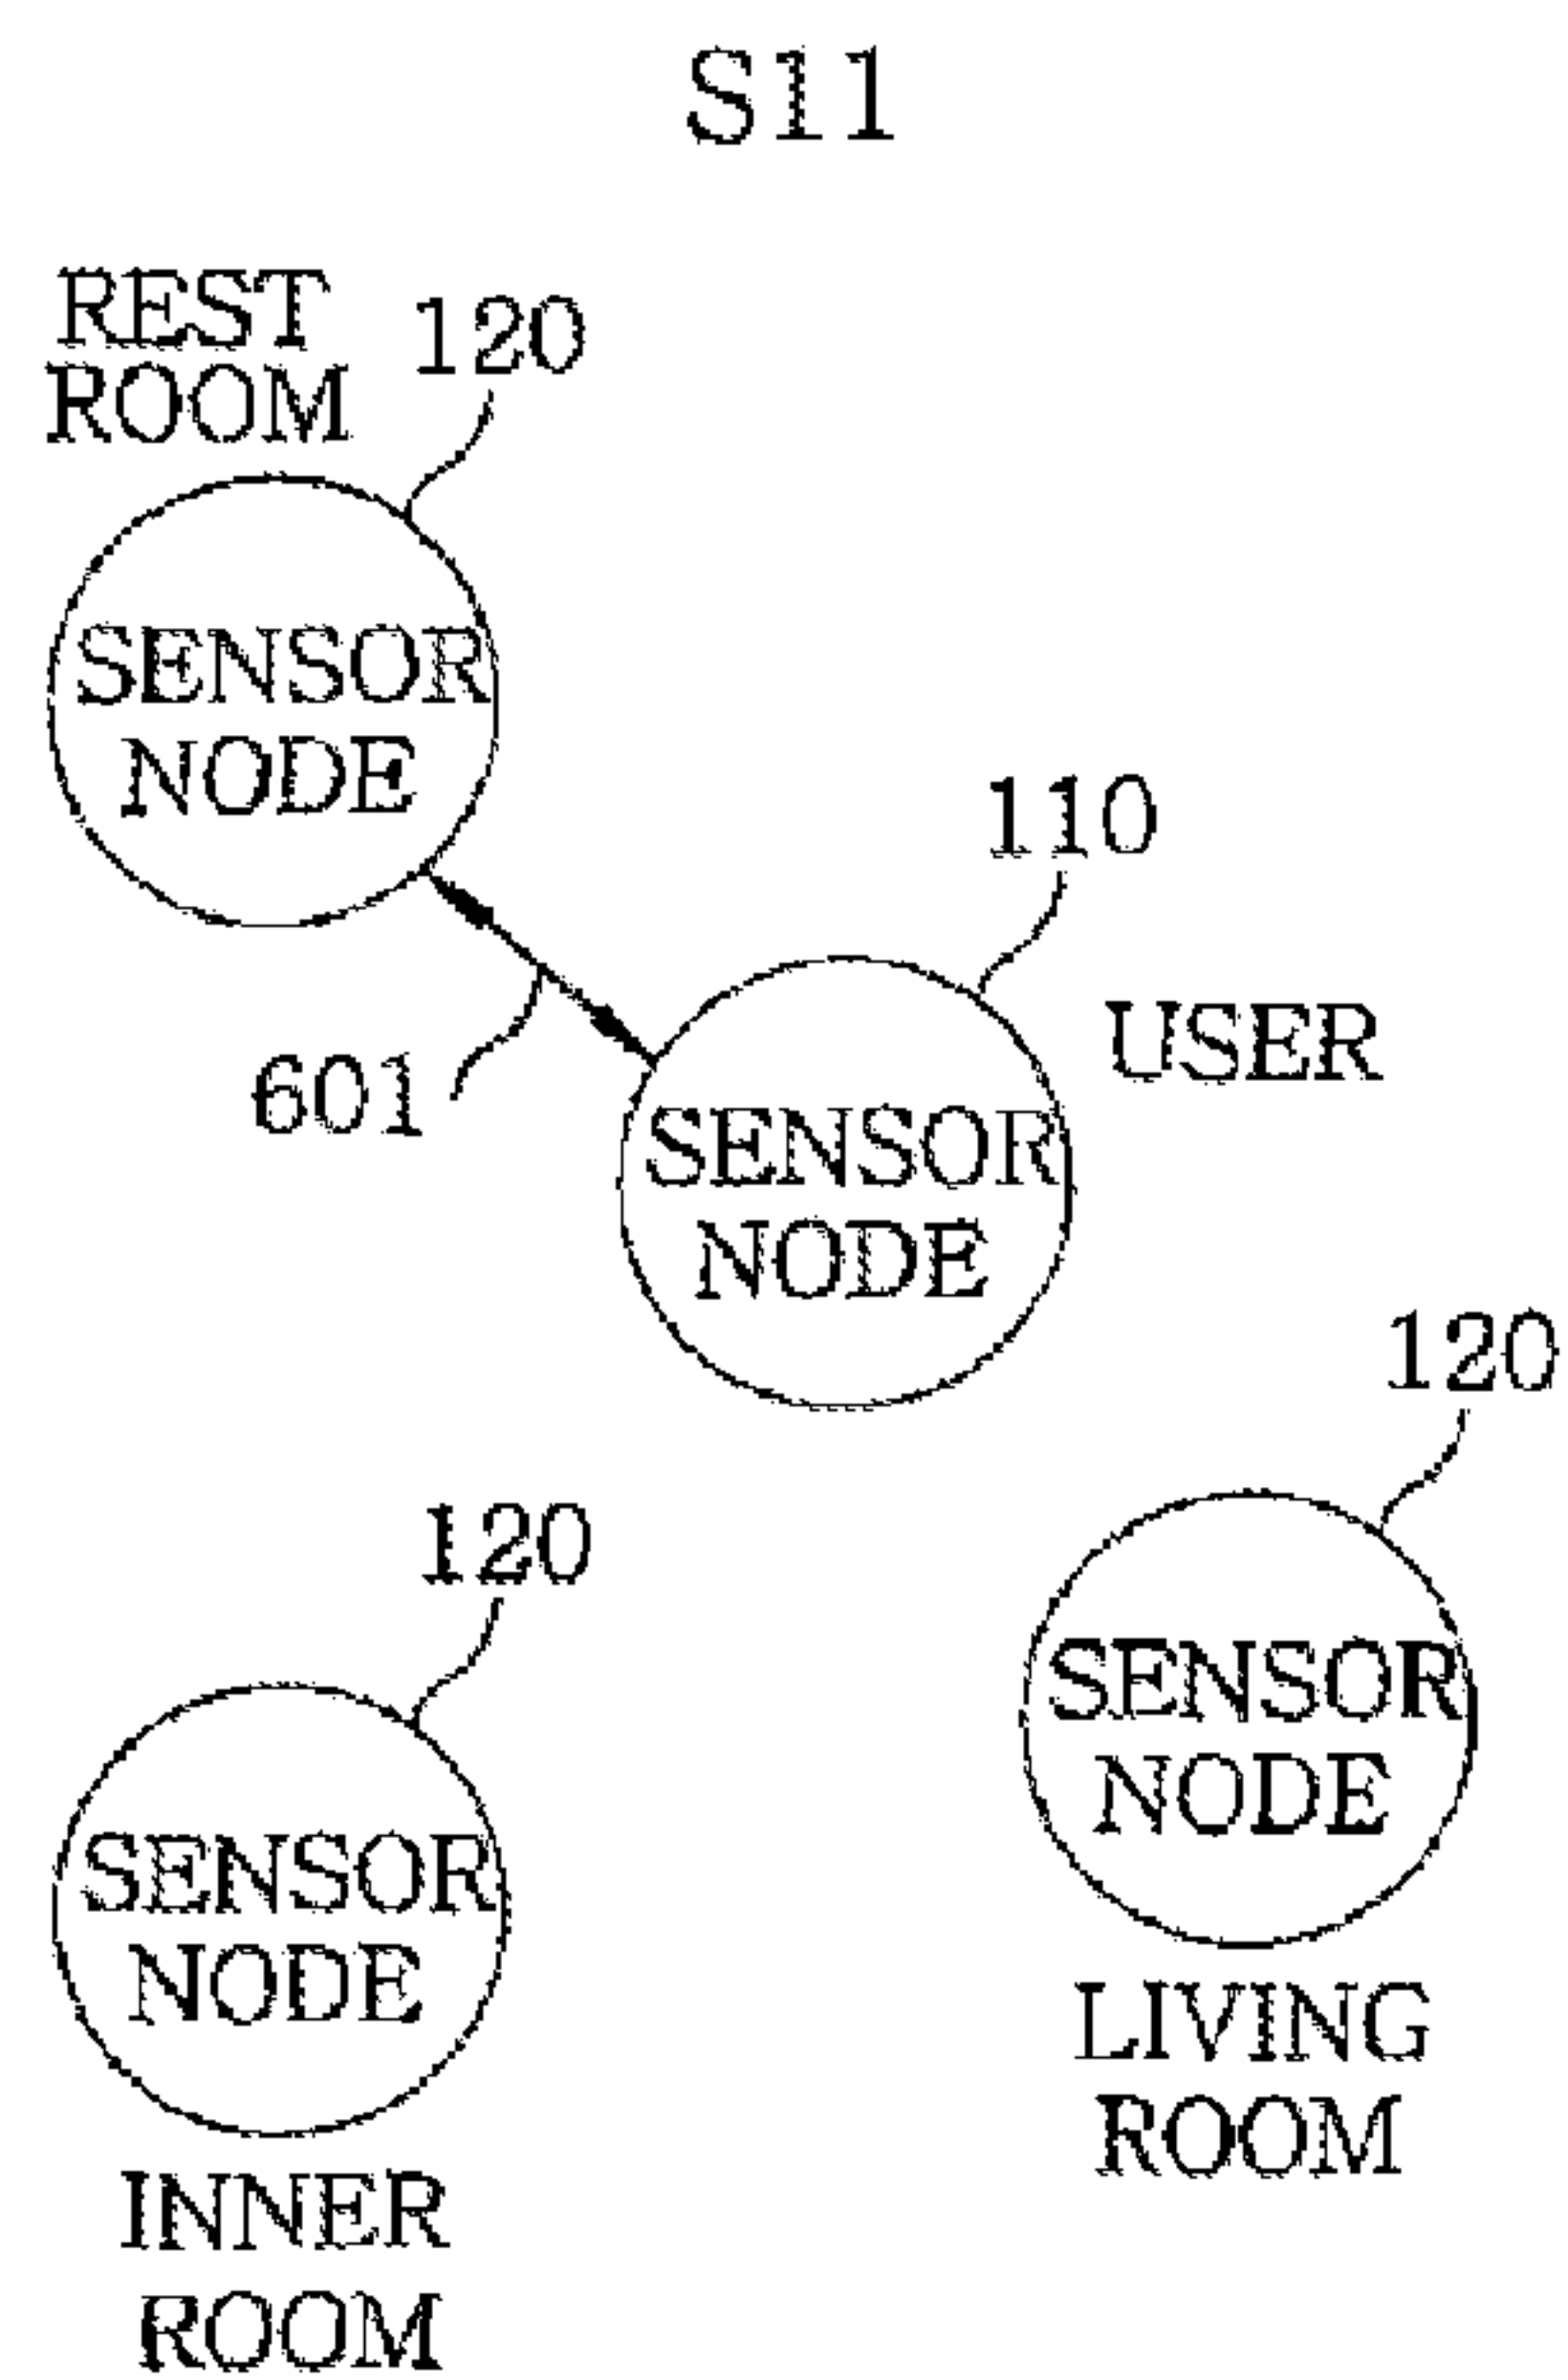 S11
REST
ROOM
120
SENSOR
NODE
110
USER
601
SENSOR
NODE
120
120
SENSOR
NODE
LIVING
ROOM
SENSOR
NODE
INNER
ROOM